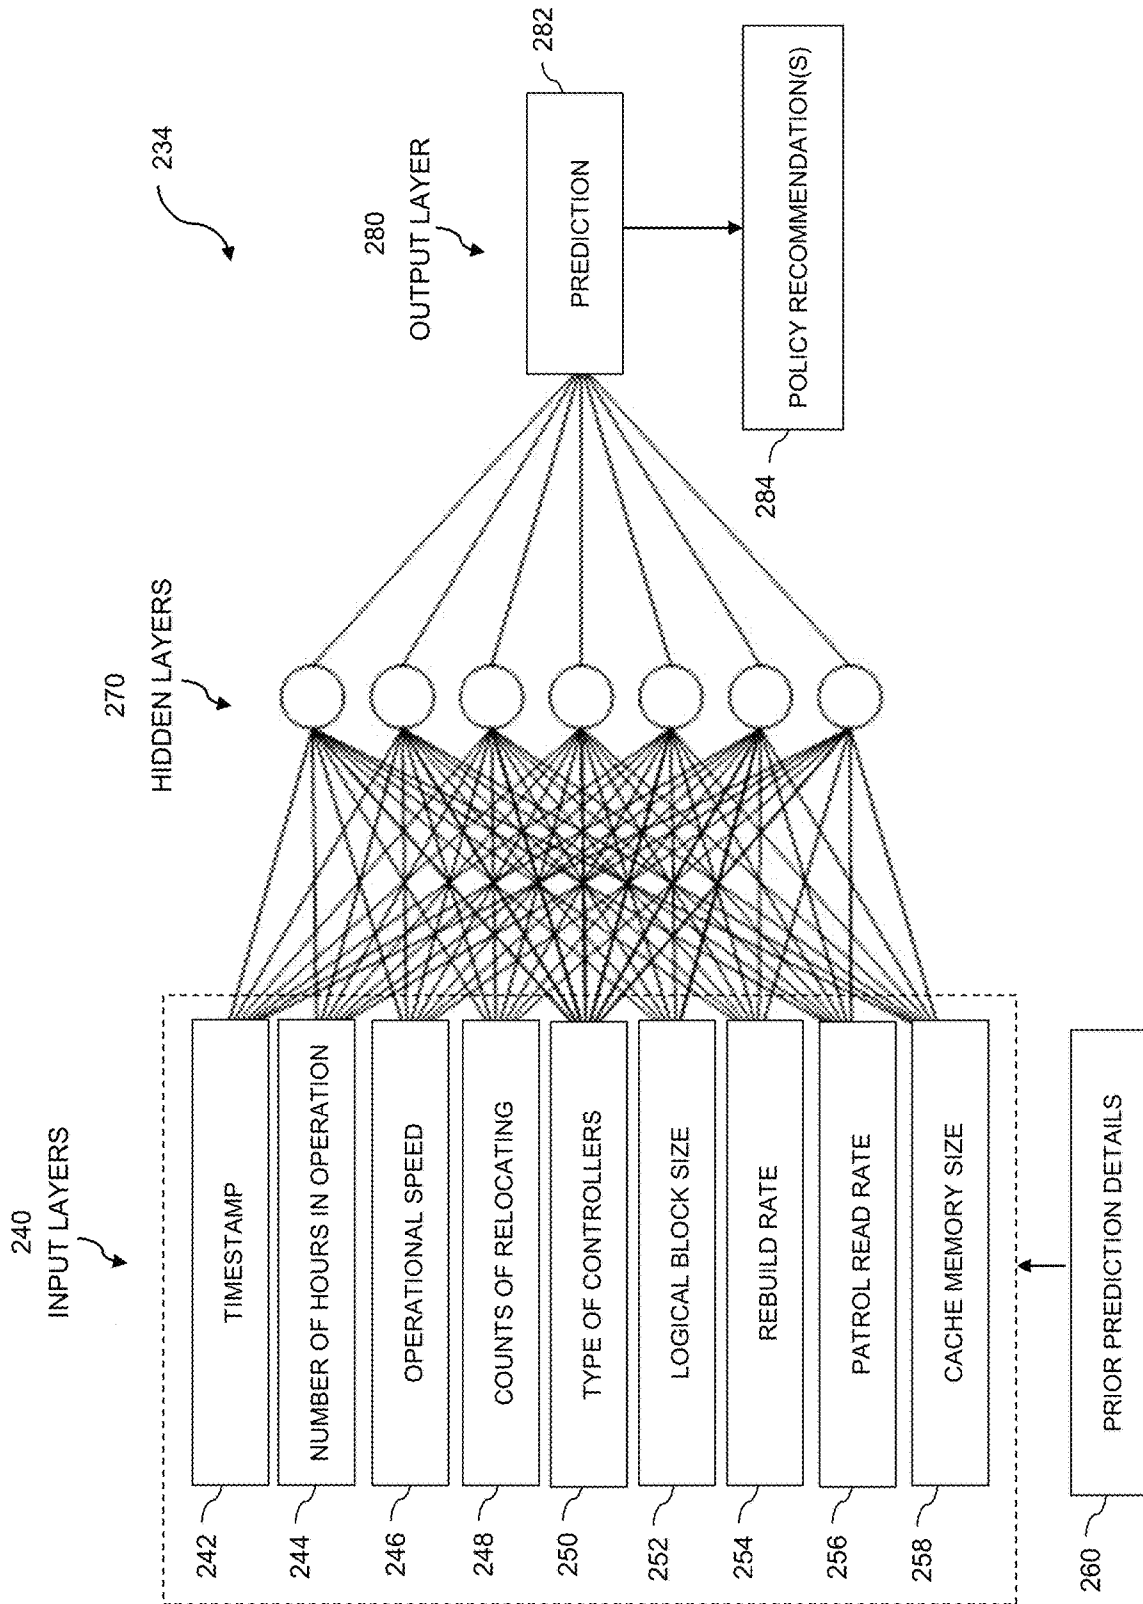 234
240
INPUT LAYERS
242
TIMESTAMP
244
NUMBER OF HOURS IN OPERATION
246
OPERATIONAL SPEED
248
COUNTS OF RELOCATING
250
TYPE OF CONTROLLERS
252
LOGICAL BLOCK SIZE
254
REBUILD RATE
256
PATROL READ RATE
258
CACHE MEMORY SIZE
260
PRIOR PREDICTION DETAILS
270
HIDDEN LAYERS
280
OUTPUT LAYER
282
PREDICTION
284
POLICY RECOMMENDATION(S)